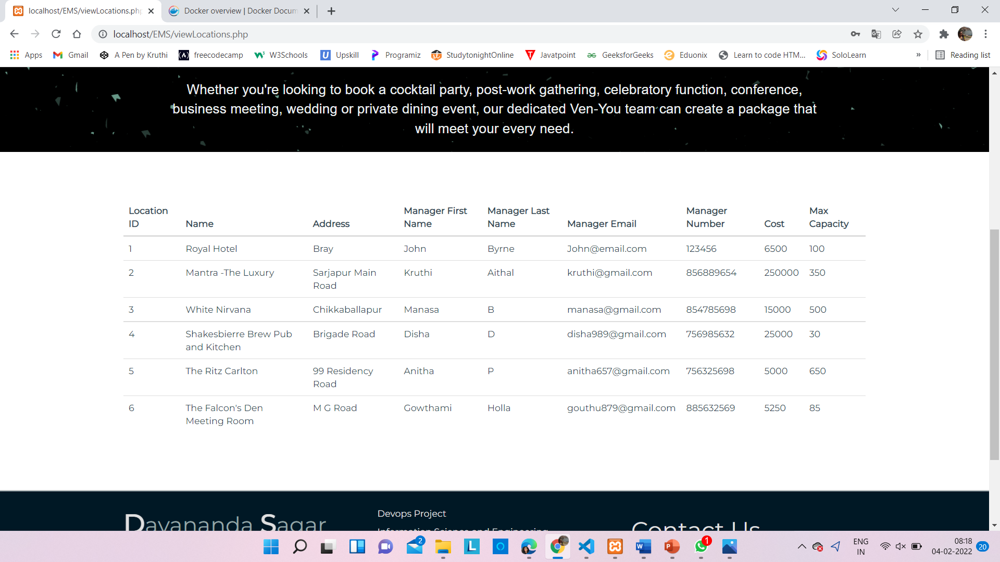 localhost/EMS/viewLocations.php
Docker overview | Docker Docum
localhost/EMS/viewLocations.php
Apps
Gmail
A Pen by Kruthi
freecodecamp
W3Schools
Upskill
Programiz
StudytonightOnline
Javatpoint
GeeksforGeeks
Eduonix
Learn to code HTM...
SoloLearn
»
Reading list
Whether you're looking to book a cocktail party, post-work gathering, celebratory function, conference,
business meeting, wedding or private dining event, our dedicated Ven-You team can create a package that
will meet your every need.
Location ID Name Address Manager First Name Manager Last Name Manager Email Manager Number Cost Max Capacity
1 Royal Hotel Bray John Byrne John@email.com 123456 6500 100
2 Mantra -The Luxury Sarjapur Main Road Kruthi Aithal kruthi@gmail.com 856889654 250000 350
3 White Nirvana Chikkaballapur Manasa B manasa@gmail.com 854785698 15000 500
4 Shakesbierre Brew Pub and Kitchen Brigade Road Disha D disha989@gmail.com 756985632 25000 30
5 The Ritz Carlton 99 Residency Road Anitha P anitha657@gmail.com 756325698 5000 650
6 The Falcon's Den Meeting Room M G Road Gowthami Holla gouthu879@gmail.com 885632569 5250 85
Dayananda Sagar
Devops Project
Information Science and Engineering
Contact Us
2
1
ENG
IN
08:18
04-02-2022
20